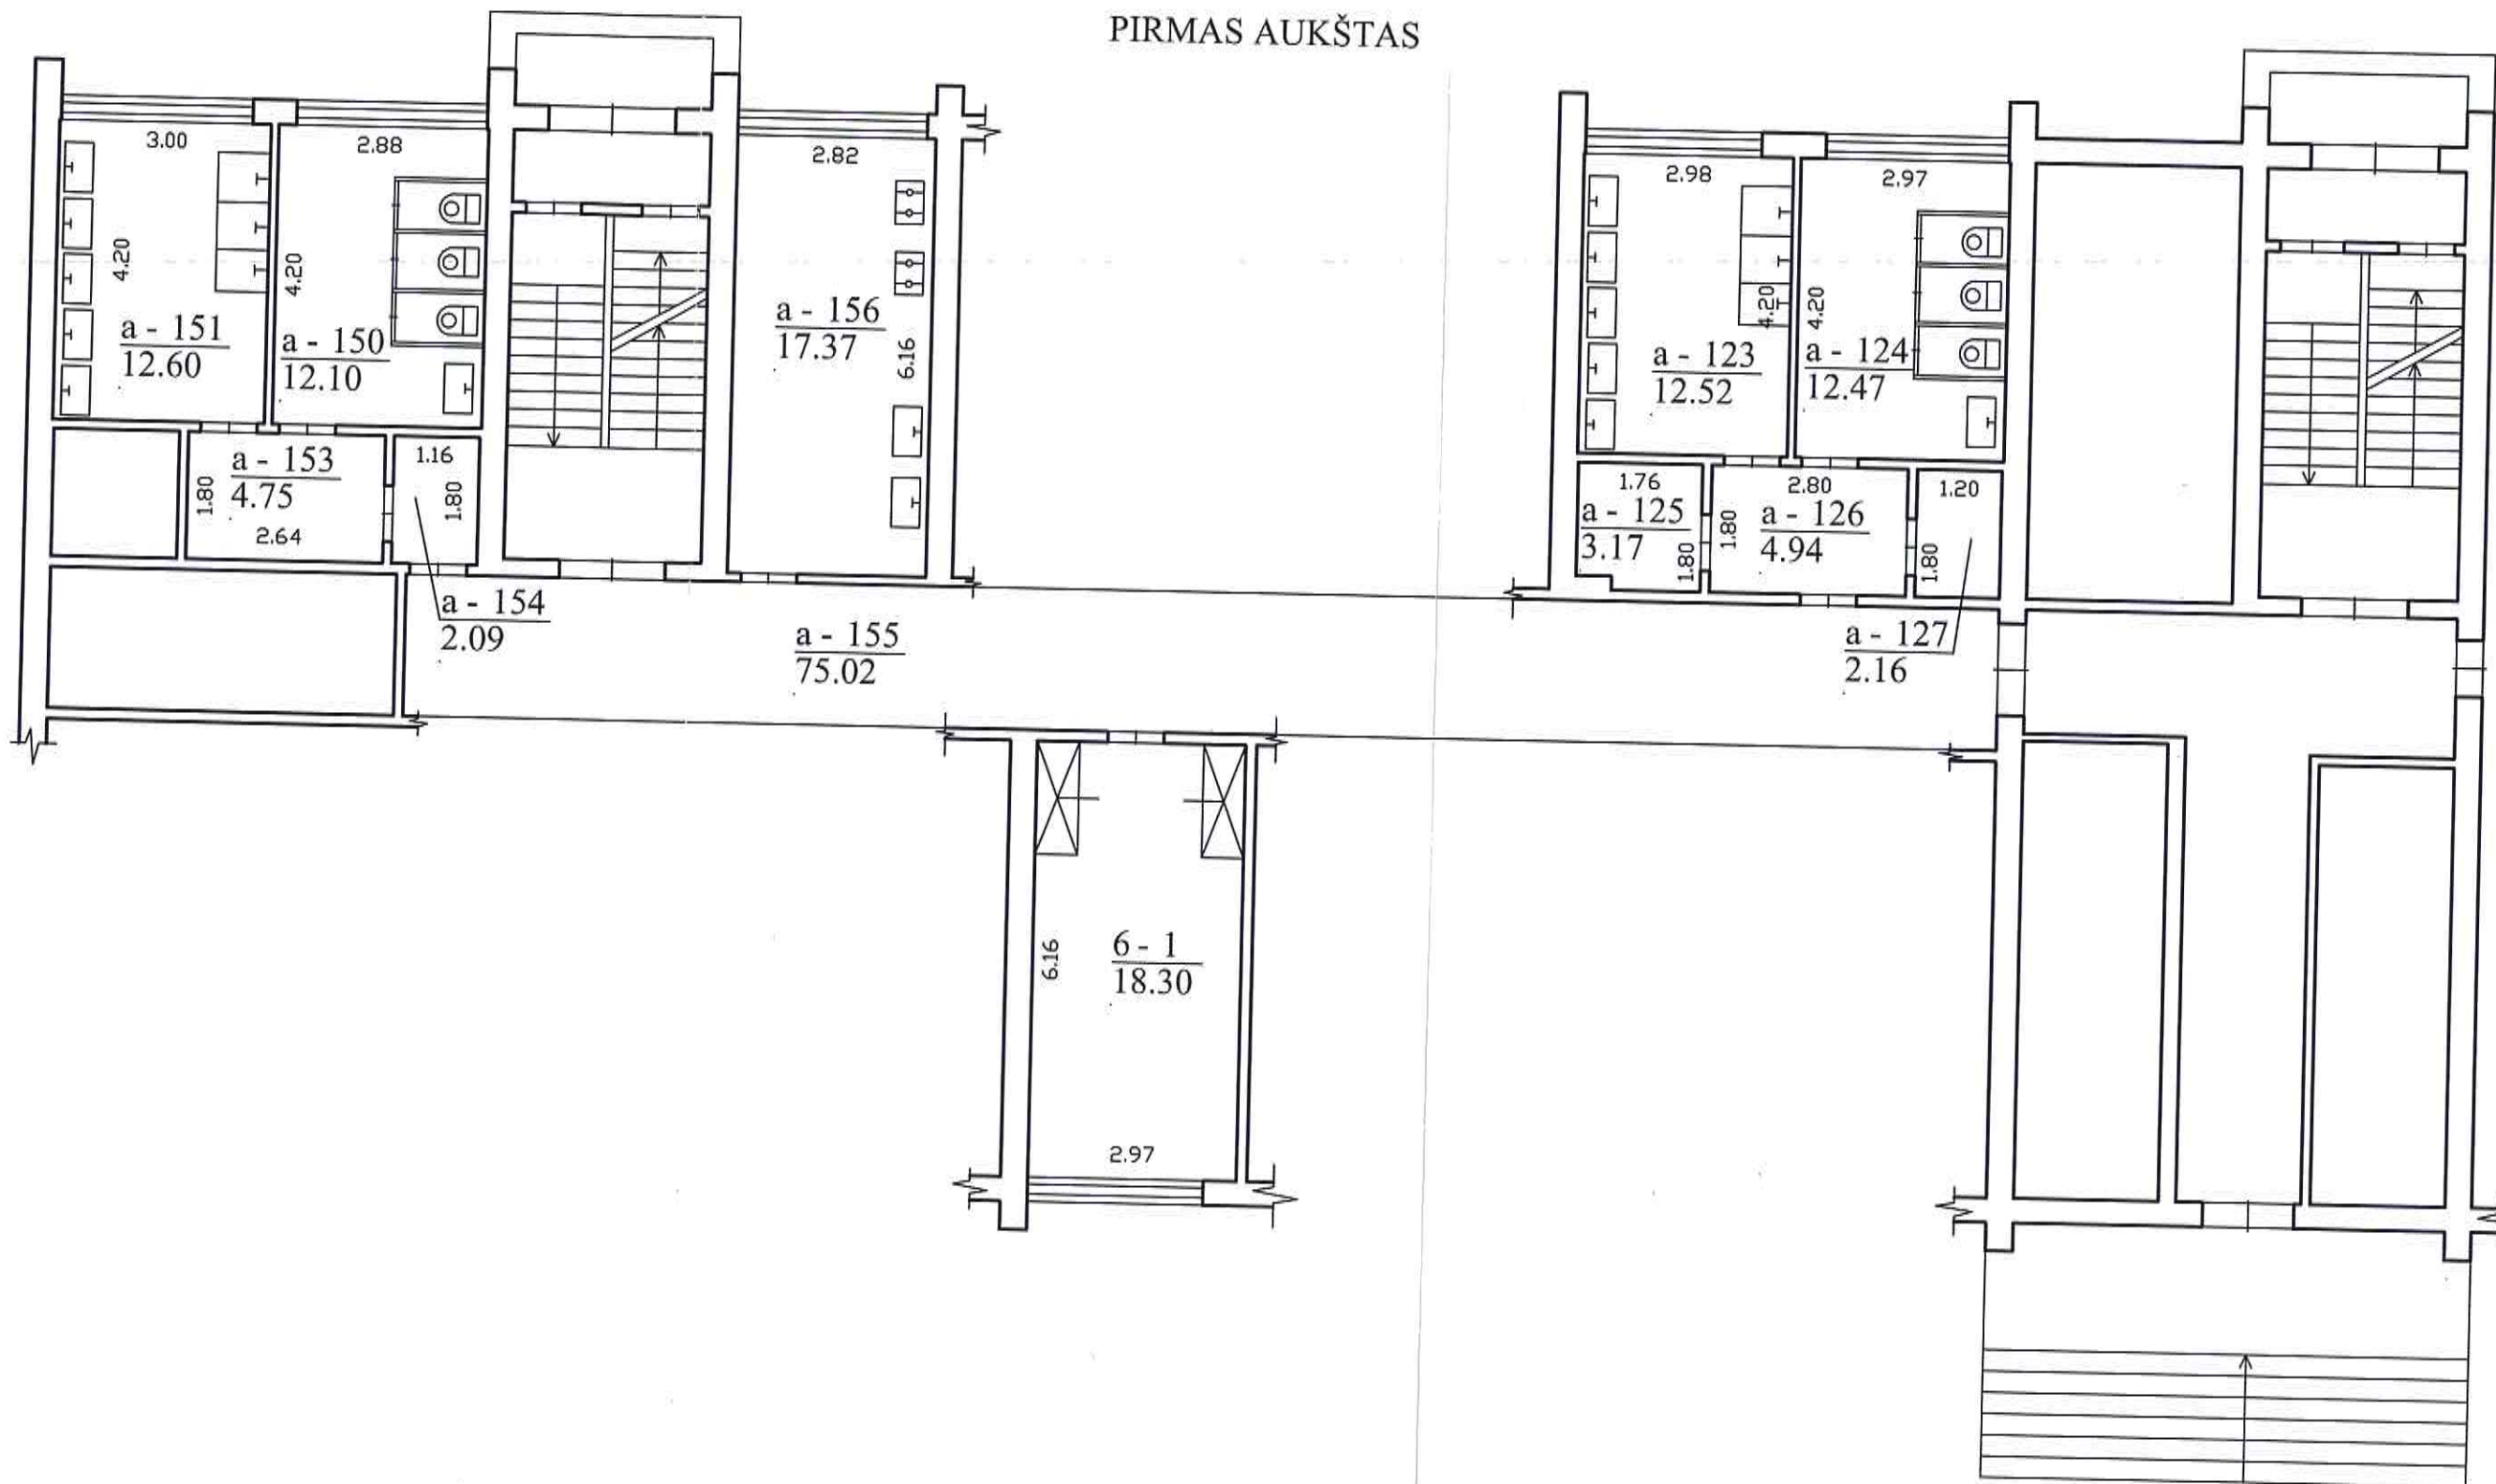 PIRMAS AUKŠTAS
3.00
2.88
2.82
2.98
2.97
4.20
4.20
4.20
4.20
a - 151
12.60
a - 150
12.10
a - 156
17.37
6.16
a - 123
12.52
a - 124
12.47
a - 153
4.75
1.80
2.64
1.16
1.80
1.76
a - 125
3.17
1.80
2.80
1.80
a - 126
4.94
1.20
1.80
a - 154
2.09
a - 155
75.02
a - 127
2.16
6.16
6 - 1
18.30
2.97